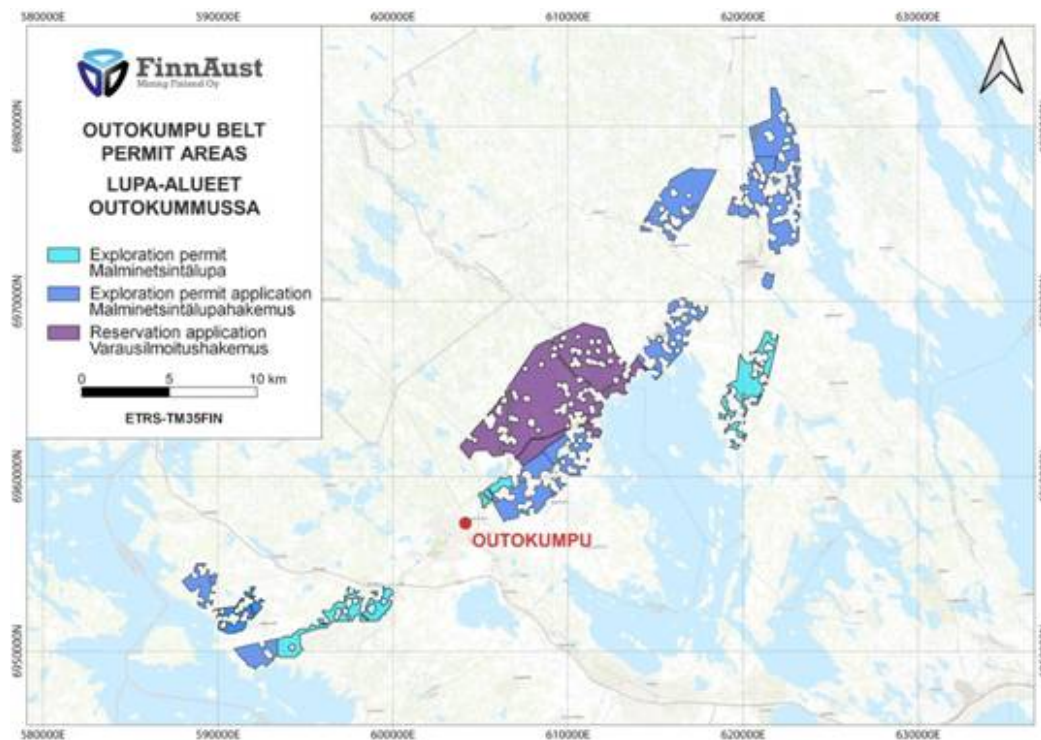 580000E 590000E 600000E 610000E 620000E 630000E
FinnAust
Mining Finland Oy
OUTOKUMPU BELT
PERMIT AREAS
LUPA-ALUEET
OUTOKUMMUSSA
Exploration permit
Malminetsintälupa
Exploration permit application
Malminetsintälupahakemus
Reservation application
Varausilmoitushakemus
0 5 10 km
ETRS-TM35FIN
6980000N
6970000N
6960000N
6950000N
OUTOKUMPU
580000E 590000E 600000E 610000E 620000E 630000E